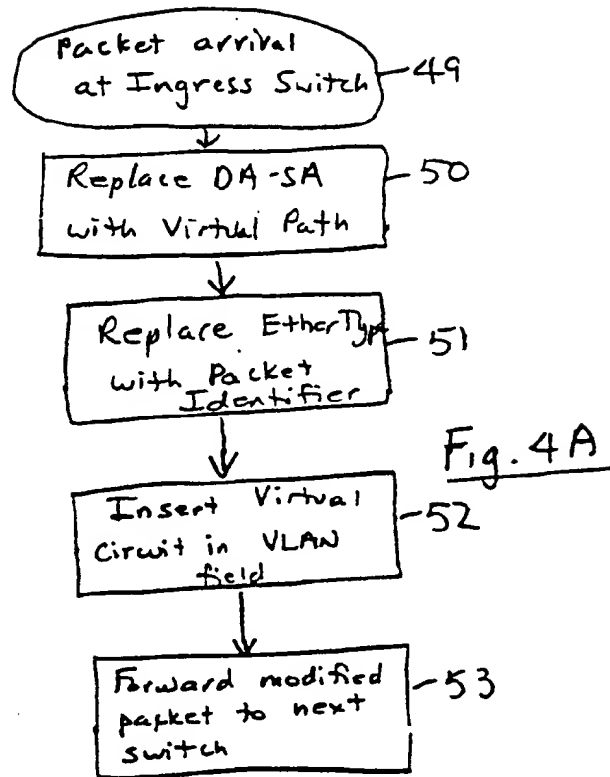 Packet arrival
at Ingress Switch
49
Replace DA-SA
with Virtual Path
50
Replace EtherType
with Packet
Identifier
51
Fig. 4A
Insert Virtual
Circuit in VLAN
field
52
Forward modified
packet to next
switch
53